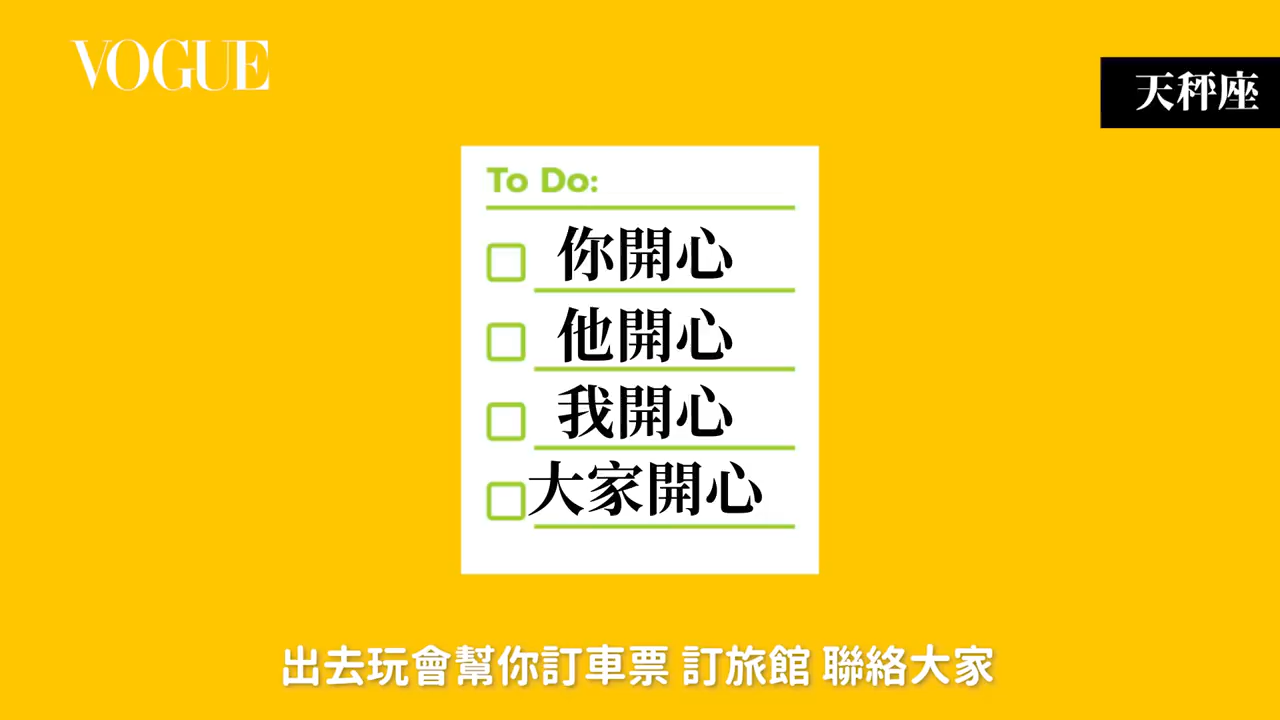 VOGUE
天秤座
To Do:
你開心
他開心
我開心
大家開心
出去玩會幫你訂車票 訂旅館 聯絡大家